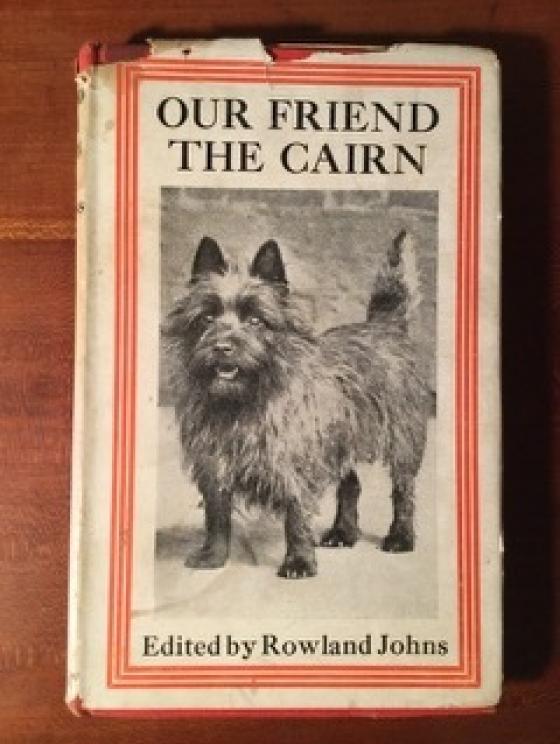 OUR FRIEND
THE CAIRN
Edited by Rowland Johns